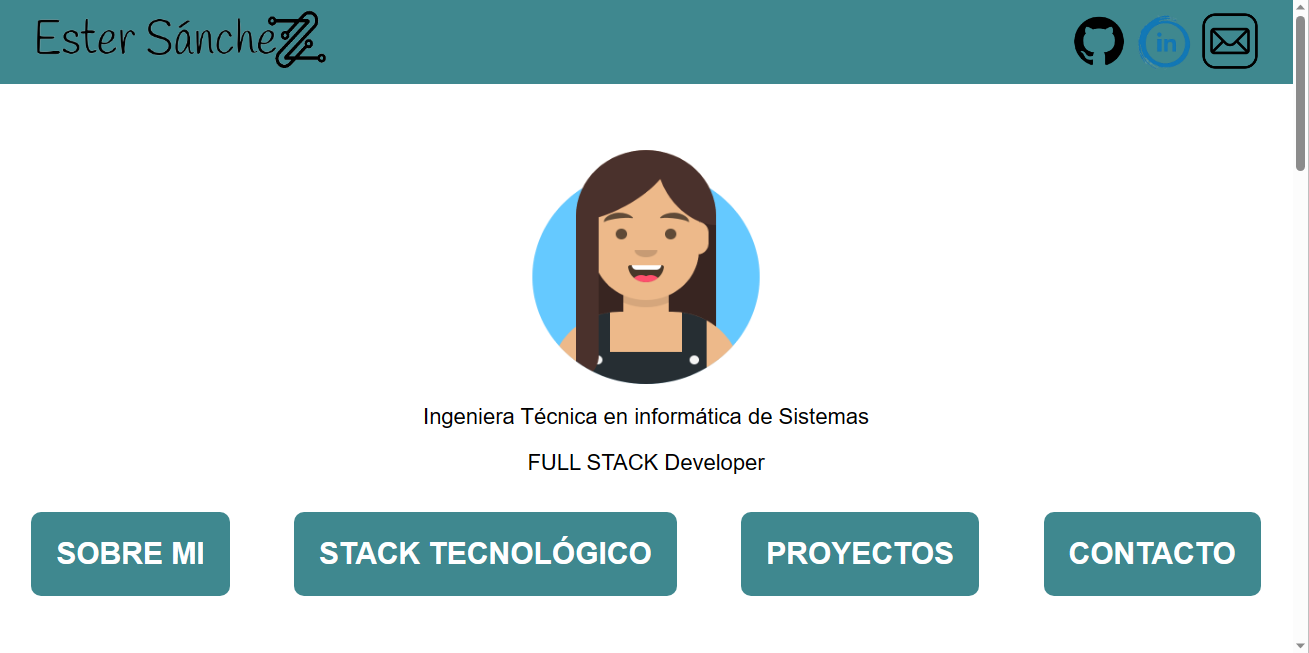 Ester Sánchez
in
Ingeniera Técnica en informática de Sistemas
FULL STACK Developer
SOBRE MI
STACK TECNOLÓGICO
PROYECTOS
CONTACTO